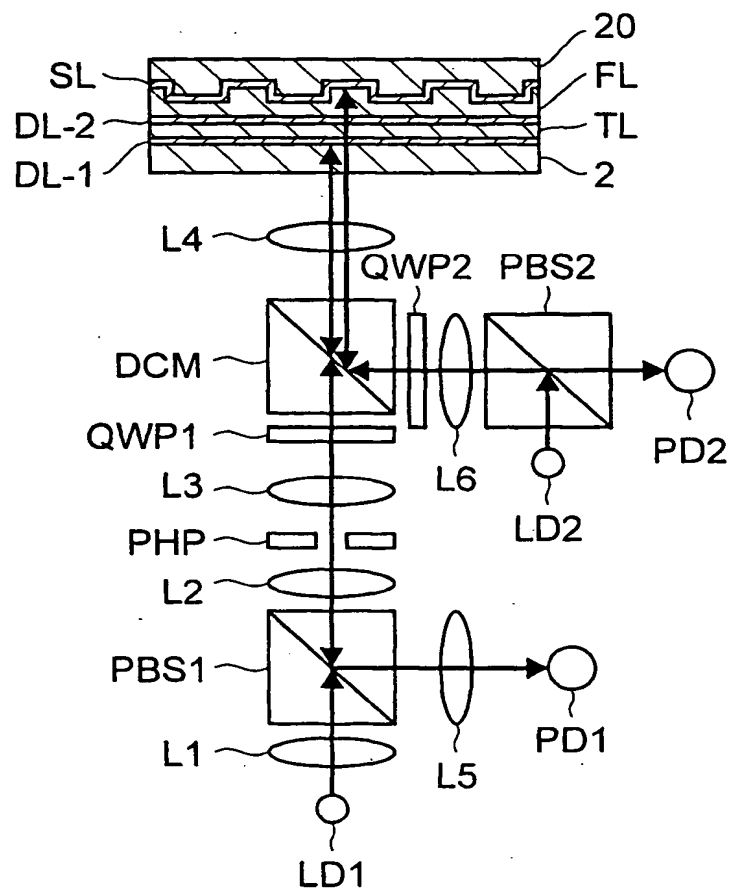 20
SL
FL
DL-2
TL
DL-1
2
L4
QWP2
PBS2
DCM
QWP1
PD2
L6
L3
LD2
PHP
L2
PBS1
PD1
L5
L1
LD1